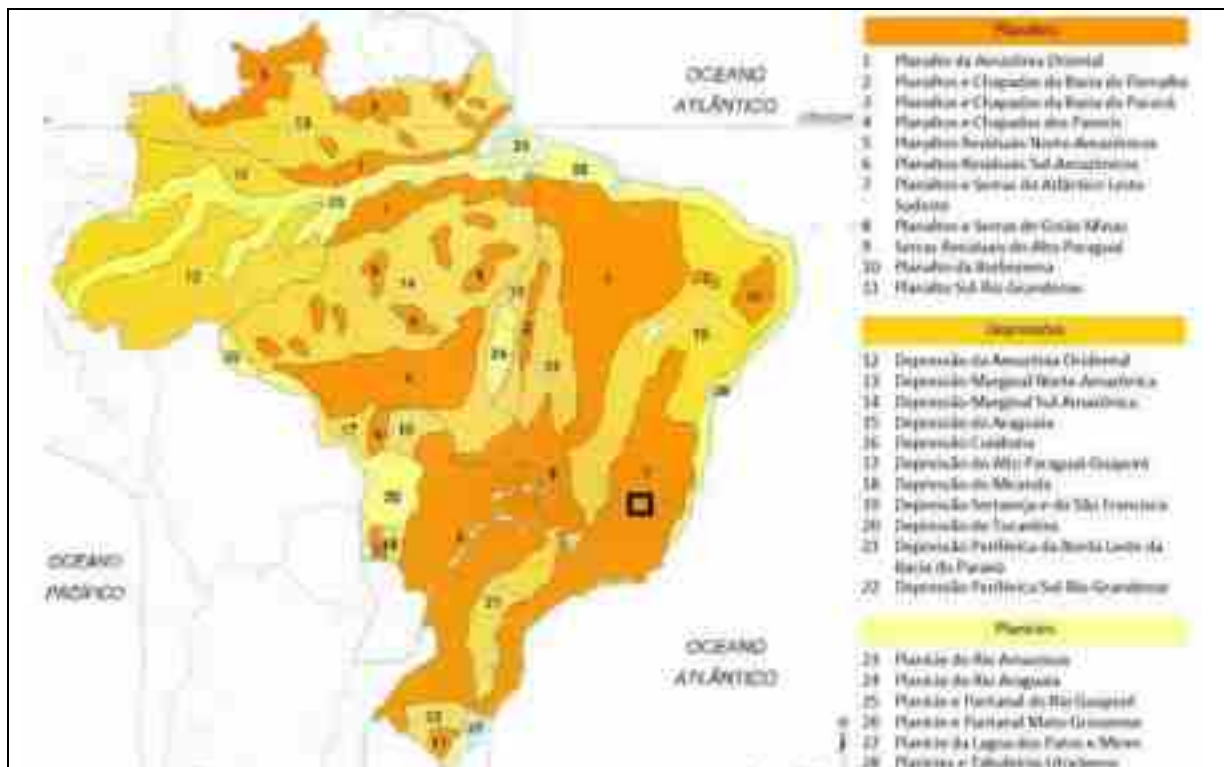 OCEANO
ATLÂNTICO
OCEANO
PACÍFICO
OCEANO
ATLÂNTICO
Planaltos
1 Planalto da Amazônia Oriental
2 Planaltos e Chapadas da Bacia do Parnaíba
3 Planaltos e Chapadas da Bacia do Paraná
4 Planaltos e Chapadas dos Parecis
5 Planaltos Residuais Norte-Amazônicos
6 Planaltos Residuais Sul-Amazônicos
7 Planaltos e Serras do Atlântico Leste
Sudeste
8 Planaltos e Serras de Goiás-Minas
9 Serras Residuais do Alto Paraguai
10 Planalto da Borborema
11 Planalto Sul-Rio-Grandense
Depressões
12 Depressão da Amazônia Ocidental
13 Depressão Marginal Norte-Amazônica
14 Depressão Marginal Sul-Amazônica
15 Depressão do Araguaia
16 Depressão Cuiabana
17 Depressão do Alto Paraguai-Guaporé
18 Depressão do Miranda
19 Depressão Sertaneja e do São Francisco
20 Depressão do Tocantins
21 Depressão Periférica da Borda Leste da
Bacia do Paraná
22 Depressão Periférica Sul-Rio-Grandense
Planícies
23 Planície do Rio Amazonas
24 Planície do Rio Araguaia
25 Planície e Pantanal do Rio Guaporé
26 Planície e Pantanal Mato-Grossense
27 Planície da Lagoa dos Patos e Mirim
28 Planícies e Tabuleiros Litorâneos